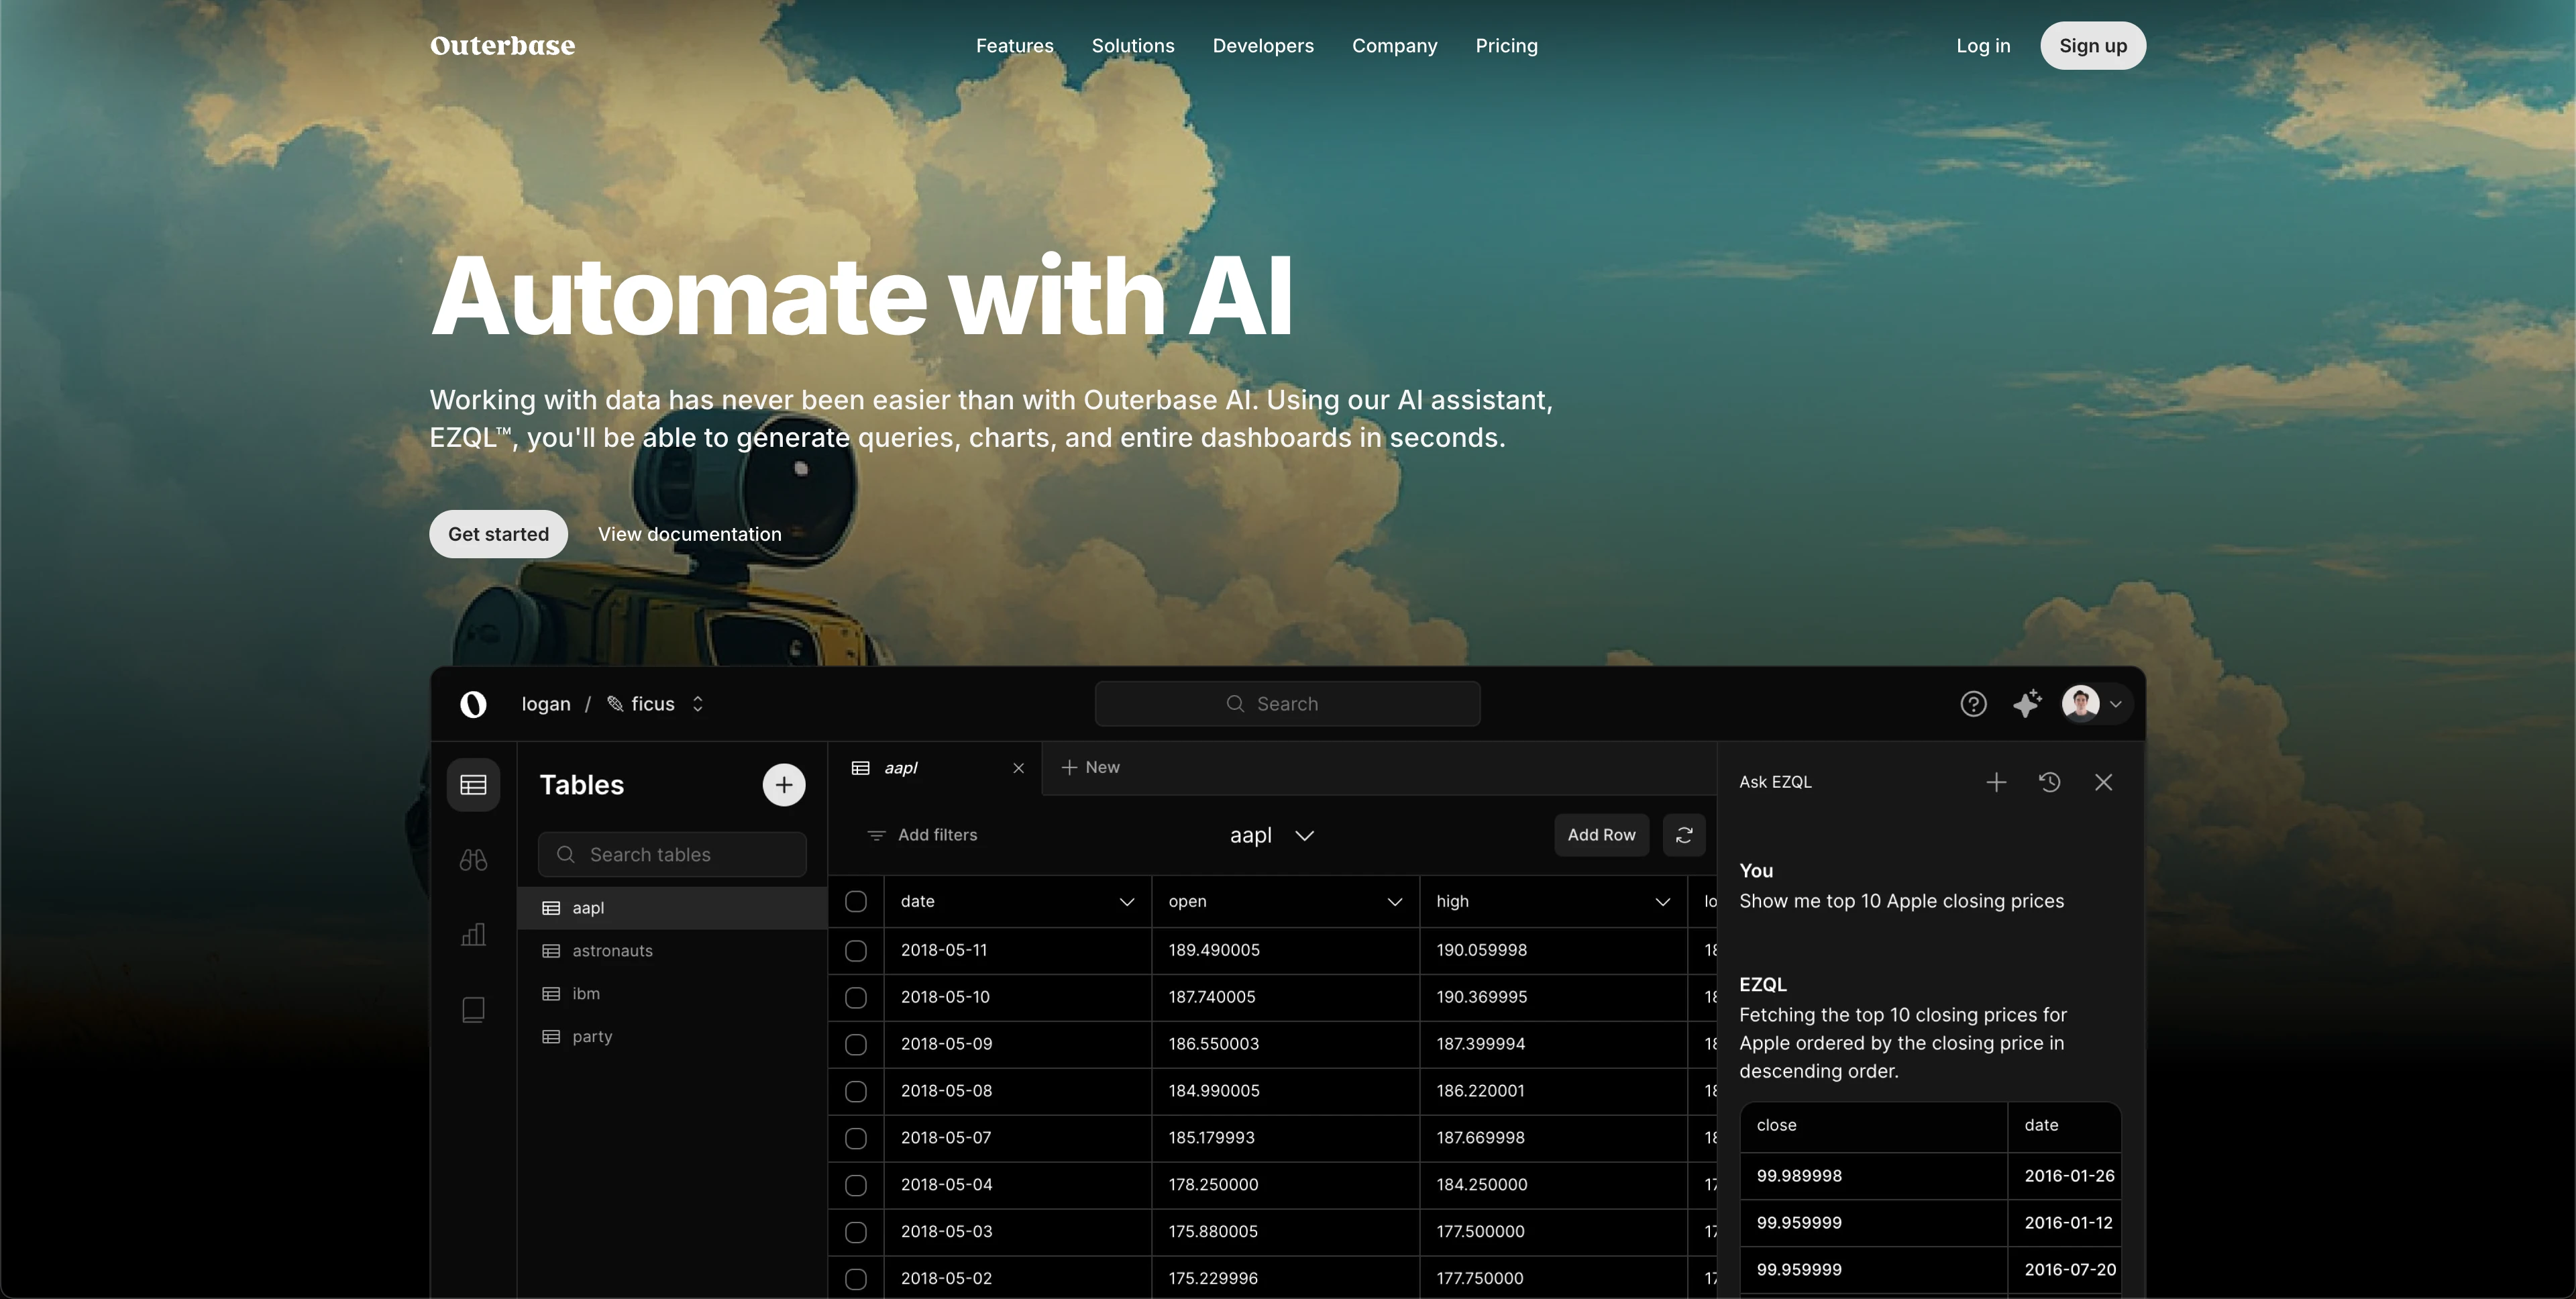 Outerbase
Features Solutions Developers Company Pricing
Log in Sign up
Automate with AI
Working with data has never been easier than with Outerbase AI. Using our AI assistant,
EZQL™, you'll be able to generate queries, charts, and entire dashboards in seconds.
Get started View documentation
logan / ficus
Search
Tables
Search tables
aapl
astronauts
ibm
party
aapl
New
Add filters
aapl
Add Row
date open high lo
2018-05-11 189.490005 190.059998 18
2018-05-10 187.740005 190.369995 18
2018-05-09 186.550003 187.399994 18
2018-05-08 184.990005 186.220001 18
2018-05-07 185.179993 187.669998 18
2018-05-04 178.250000 184.250000 17
2018-05-03 175.880005 177.500000 17
2018-05-02 175.229996 177.750000 17
Ask EZQL
You
Show me top 10 Apple closing prices
EZQL
Fetching the top 10 closing prices for
Apple ordered by the closing price in
descending order.
close date
99.989998 2016-01-26
99.959999 2016-01-12
99.959999 2016-07-20